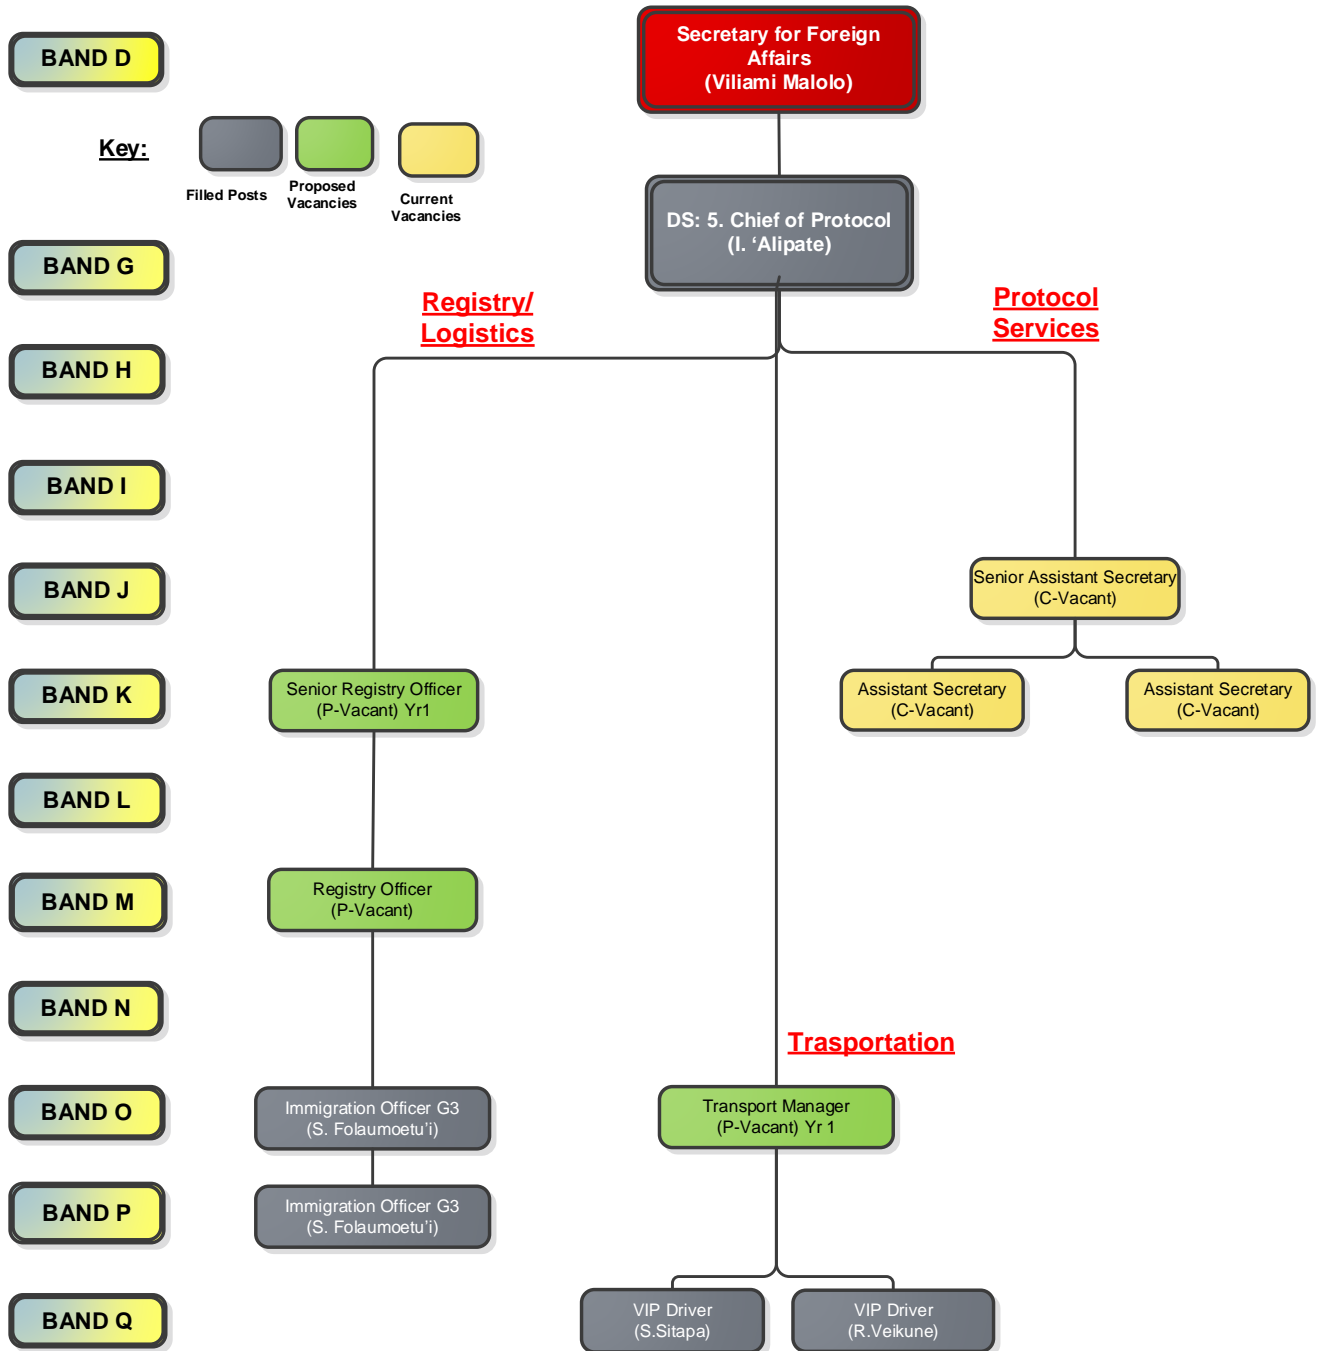 BAND D
Secretary for Foreign
Affairs
(Viliami Malolo)
Key:
Filled Posts
Proposed
Vacancies
Current
Vacancies
DS: 5. Chief of Protocol
(I. ‘Alipate)
BAND G
Registry/
Logistics
Protocol
Services
BAND H
BAND I
BAND J
Senior Assistant Secretary
(C-Vacant)
BAND K
Senior Registry Officer
(P-Vacant) Yr1
Assistant Secretary
(C-Vacant)
Assistant Secretary
(C-Vacant)
BAND L
BAND M
Registry Officer
(P-Vacant)
BAND N
Trasportation
BAND O
Immigration Officer G3
(S. Folaumoetu’i)
Transport Manager
(P-Vacant) Yr 1
BAND P
Immigration Officer G3
(S. Folaumoetu’i)
BAND Q
VIP Driver
(S.Sitapa)
VIP Driver
(R.Veikune)